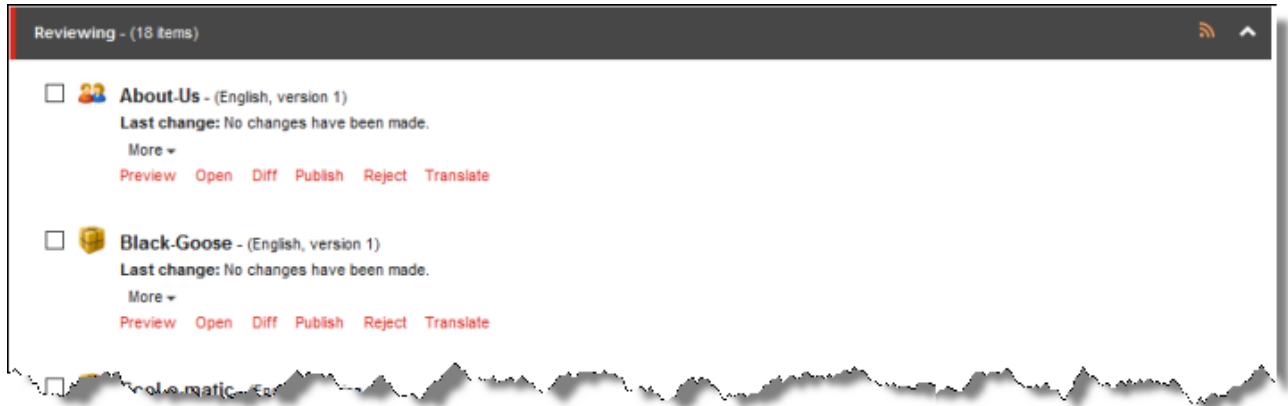 Reviewing - (18 items)
About-Us - (English, version 1)
Last change: No changes have been made.
More
Preview Open Diff Publish Reject Translate
Black-Goose - (English, version 1)
Last change: No changes have been made.
More
Preview Open Diff Publish Reject Translate